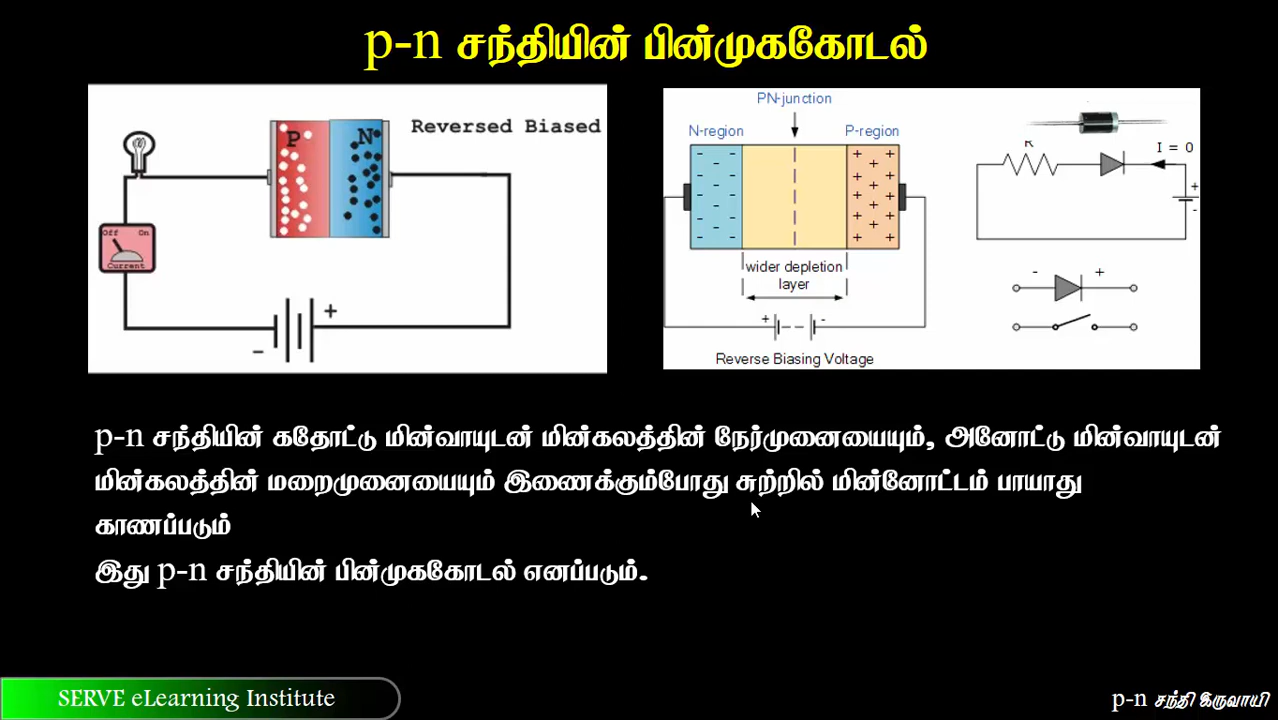 p-n சந்தியின் பின்முககோடல்
Reversed Biased
P
N
Off On
Current
+
-
PN-junction
N-region
P-region
wider depletion
layer
+
-
Reverse Biasing Voltage
R
I = 0
+
-
- +
p-n சந்தியின் கதோட்டு மின்வாயுடன் மின்கலத்தின் நேர்முனையையும், அனோட்டு மின்வாயுடன்
மின்கலத்தின் மறைமுனையையும் இணைக்கும்போது சுற்றில் மின்னோட்டம் பாயாது
காணப்படும்
இது p-n சந்தியின் பின்முககோடல் எனப்படும்.
SERVE eLearning Institute
p-n சந்தி இருவாயி